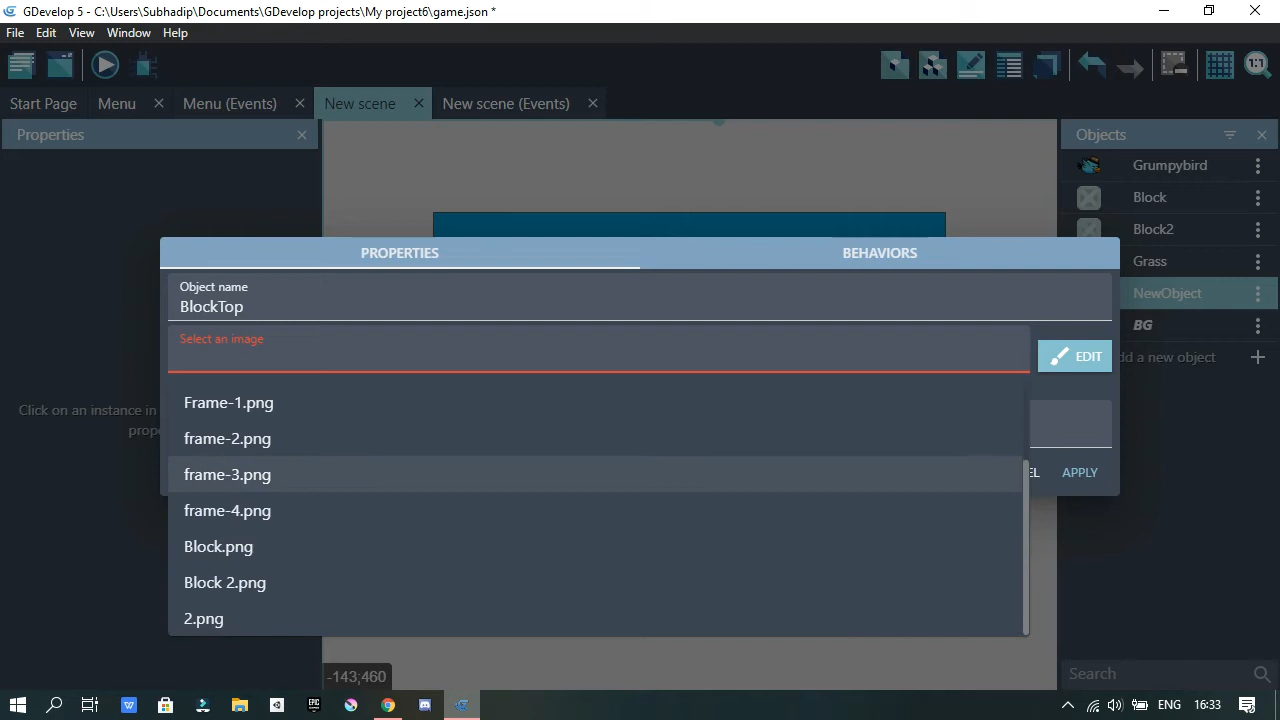 GDevelop 5 - C:\Users\Subhadip\Documents\GDevelop projects\My project6\game.json *
File Edit View Window Help
Start Page Menu Menu (Events) New scene New scene (Events)
Properties
Objects
Grumpybird
Block
Block2
Grass
NewObject
BG
dd a new object
Click on an instance in
prop
PROPERTIES BEHAVIORS
Object name
BlockTop
Select an image
EDIT
Frame-1.png
frame-2.png
frame-3.png
frame-4.png
Block.png
Block 2.png
2.png
EL APPLY
-143;460
Search
1:1
EPIC
16:33